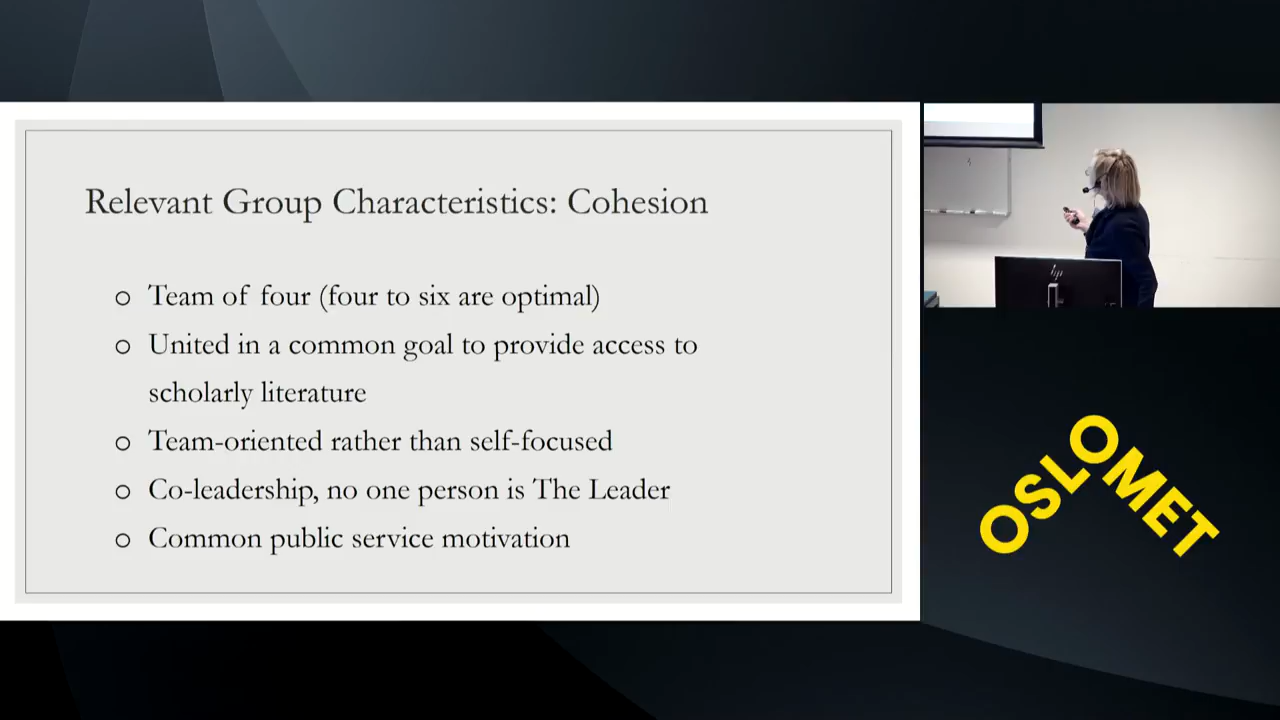 Relevant Group Characteristics: Cohesion
Team of four (four to six are optimal)
United in a common goal to provide access to
scholarly literature
Team-oriented rather than self-focused
Co-leadership, no one person is The Leader
Common public service motivation
hp
OSLOMET